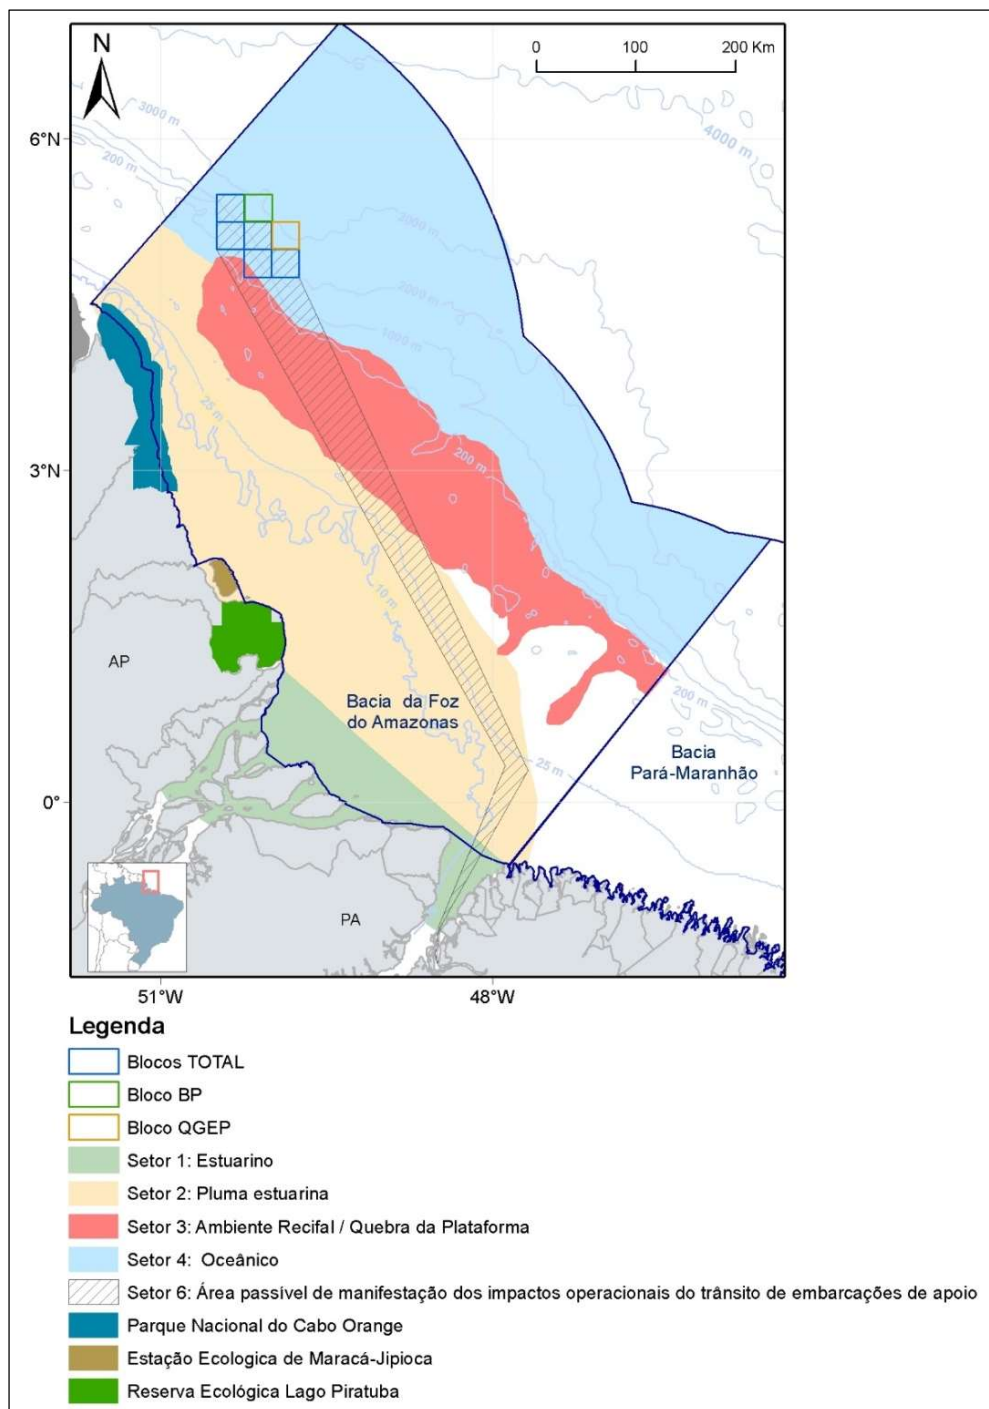 N
0 100 200 Km
3000 m
200 m
4000 m
6°N
3000 m
2000 m
1000 m
25 m
200 m
3°N
10 m
AP
Bacia da Foz
do Amazonas
200 m
25 m
Bacia
Pará-Maranhão
0°
PA
51°W 48°W
Legenda
Blocos TOTAL
Bloco BP
Bloco QGEP
Setor 1: Estuarino
Setor 2: Pluma estuarina
Setor 3: Ambiente Recifal / Quebra da Plataforma
Setor 4: Oceânico
Setor 6: Área passível de manifestação dos impactos operacionais do trânsito de embarcações de apoio
Parque Nacional do Cabo Orange
Estação Ecologica de Maracá-Jipioca
Reserva Ecológica Lago Piratuba